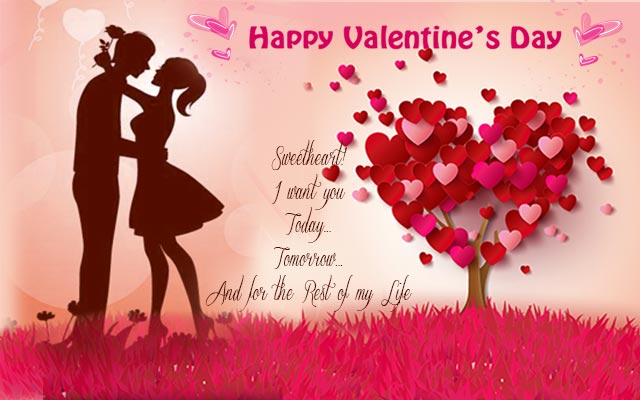 Happy Valentine's Day
Sweetheart!
I want you
Today...
Tomorrow...
And for the Rest of my Life